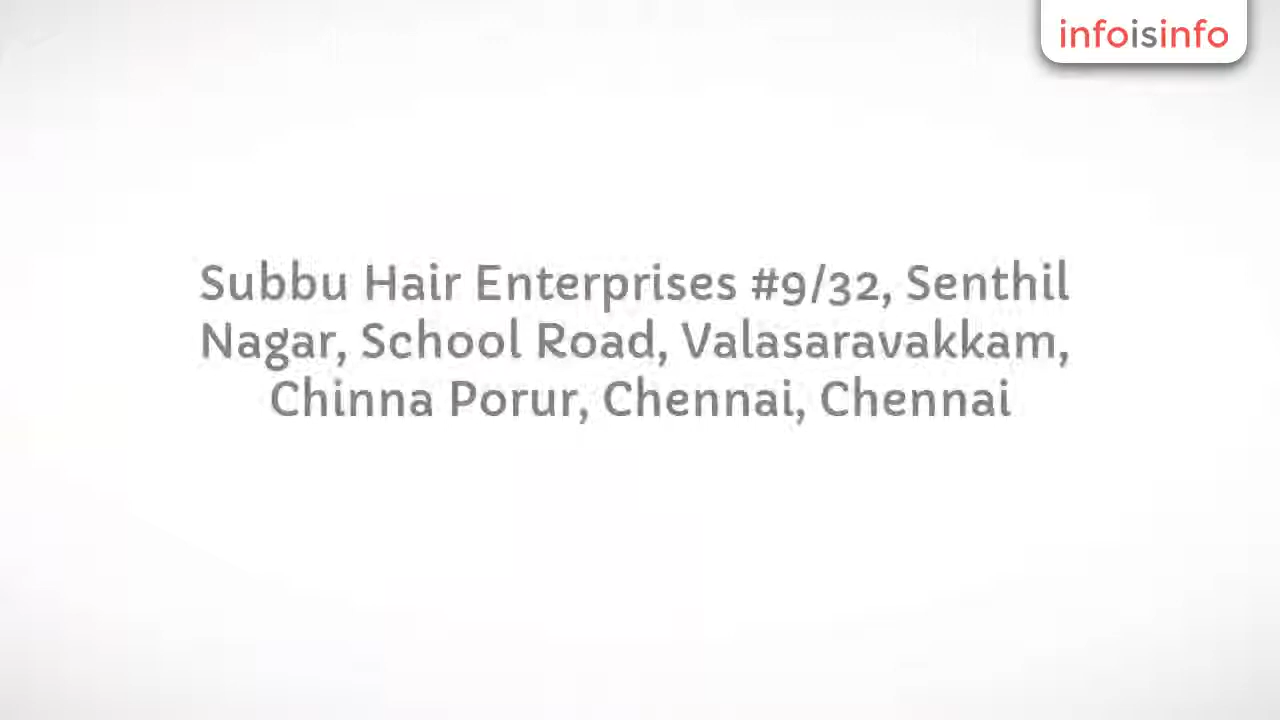 infoisinfo
Subbu Hair Enterprises #9/32, Senthil
Nagar, School Road, Valasaravakkam,
Chinna Porur, Chennai, Chennai